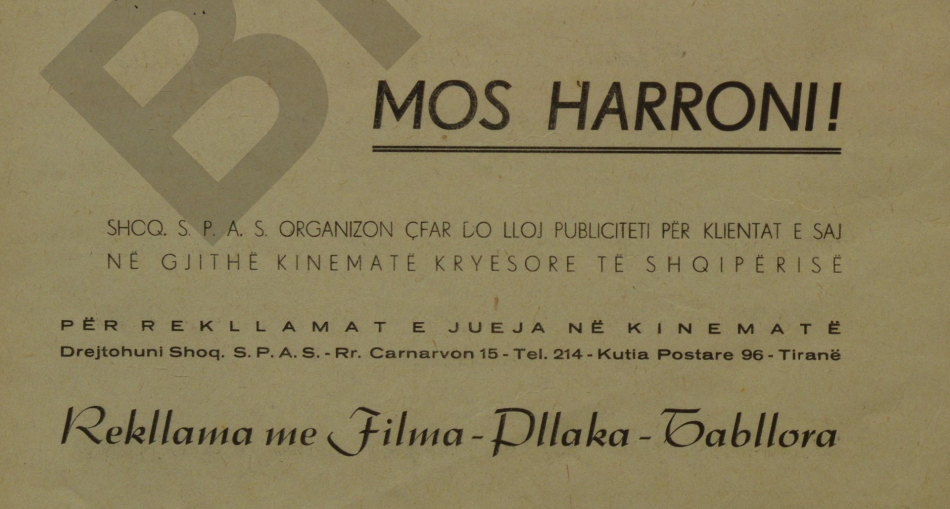 MOS HARRONI!
SHCQ. S. P. A. S. ORGANIZON ÇFAR DO LLOJ PUBLICITETI PËR KLIENTAT E SAJ
NË GJITHË KINEMATË KRYESORE TË SHQIPËRISË
PËR REKLLAMAT E JUEJA NË KINEMATË
Drejtohuni Shoq. S. P. A. S. - Rr. Carnarvon 15 - Tel. 214 - Kutia Postare 96 - Tiranë
Rekllama me Filma - Pllaka - Tabllora